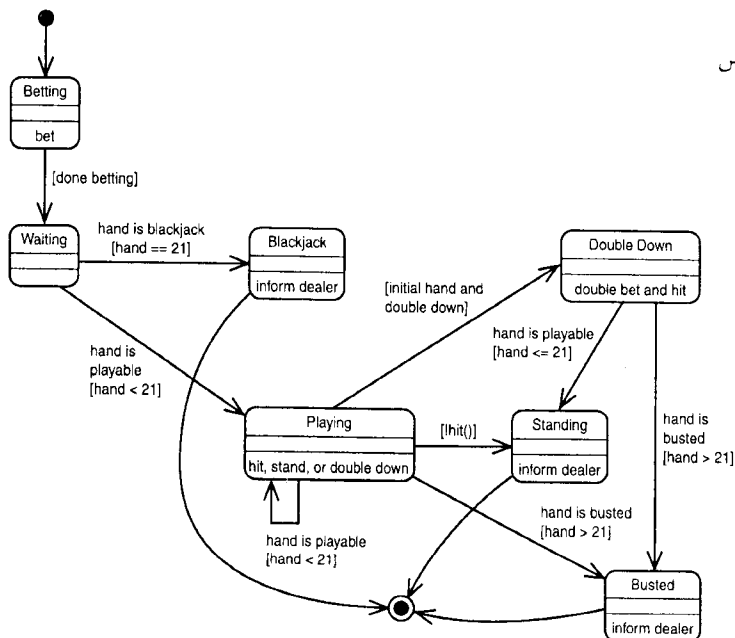 Betting
bet
[done betting]
Waiting
hand is blackjack
[hand == 21]
Blackjack
inform dealer
Double Down
double bet and hit
[initial hand and
double down]
hand is playable
[hand <= 21]
hand is
playable
[hand < 21]
Playing
hit, stand, or double down
[!hit()]
Standing
inform dealer
hand is
busted
[hand > 21]
hand is playable
[hand < 21]
hand is busted
[hand > 21]
Busted
inform dealer